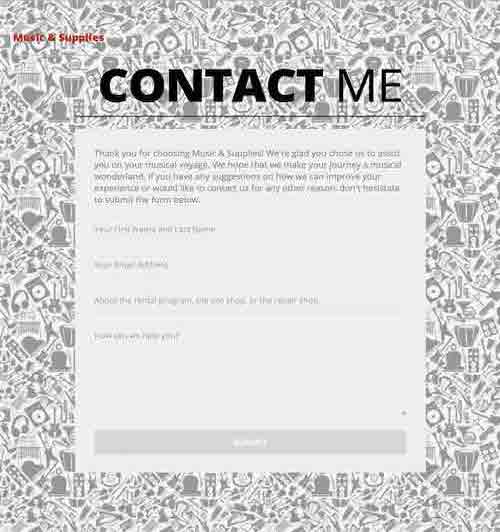 Music & Supplies
CONTACT ME
Thank you for choosing Music & Supplies! We're glad you chose us to assist
you on your musical voyage. We hope that we make your journey a musical
wonderland. If you have any suggestions on how we can improve your
experience or would like to contact us for any other reason, don't hesistate
to submit the form below.
Your First Name and Last Name
Your Email Address
About the rental program, the site shop, or the repair shop.
How can we help you?
SUBMIT